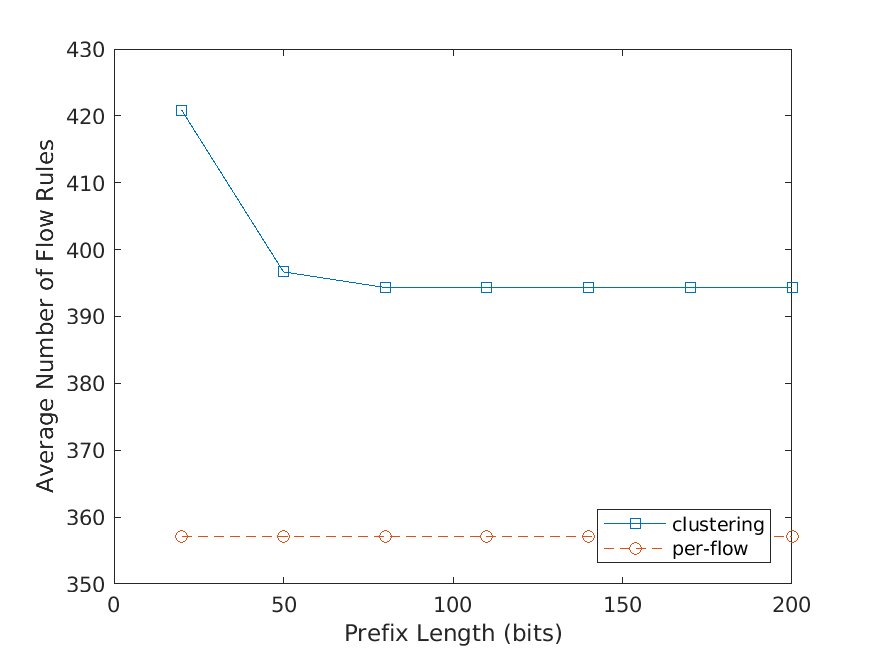 430
420
410
400
390
380
370
360
350
Average Number of Flow Rules
clustering
per-flow
0 50 100 150 200
Prefix Length (bits)